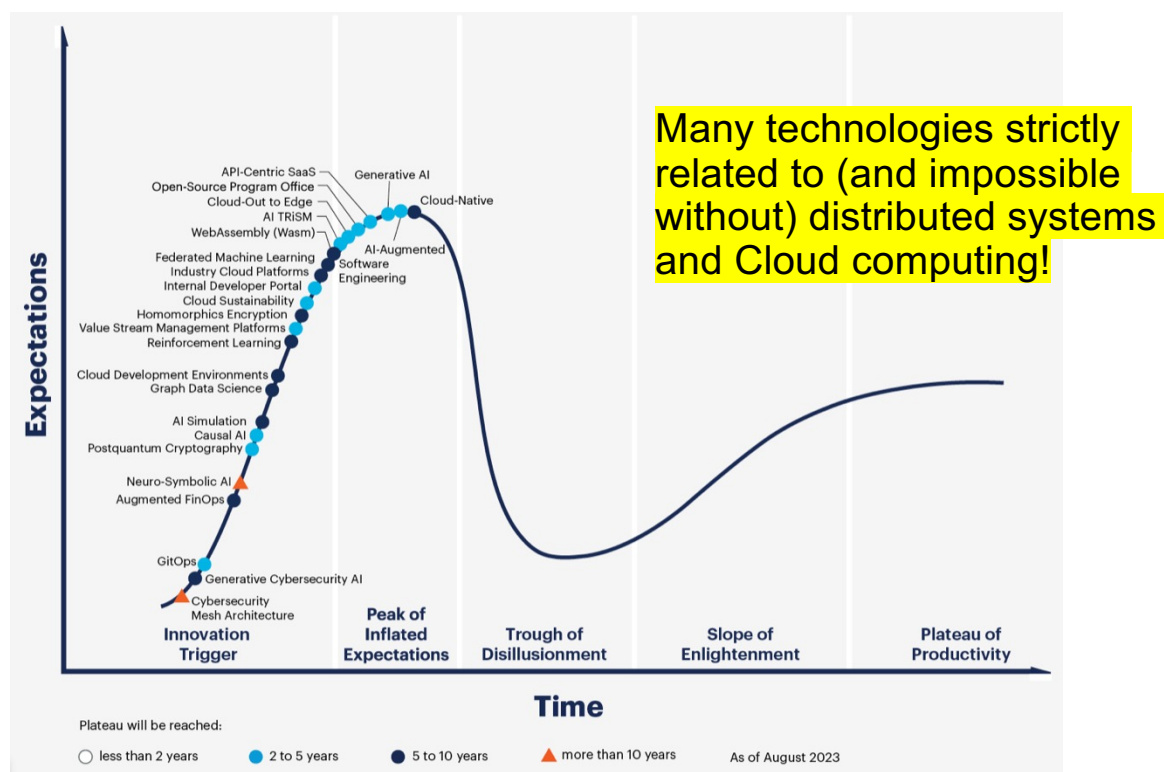 Many technologies strictly
related to (and impossible
without) distributed systems
and Cloud computing!
Expectations
API-Centric SaaS
Generative AI
Open-Source Program Office
Cloud-Out to Edge
Cloud-Native
AI TRiSM
WebAssembly (Wasm)
AI-Augmented
Software
Engineering
Federated Machine Learning
Industry Cloud Platforms
Internal Developer Portal
Cloud Sustainability
Homomorphics Encryption
Value Stream Management Platforms
Reinforcement Learning
Cloud Development Environments
Graph Data Science
AI Simulation
Causal AI
Postquantum Cryptography
Neuro-Symbolic AI
Augmented FinOps
GitOps
Generative Cybersecurity AI
Cybersecurity
Mesh Architecture
Innovation
Trigger
Peak of
Inflated
Expectations
Trough of
Disillusionment
Slope of
Enlightenment
Plateau of
Productivity
Time
Plateau will be reached:
less than 2 years
2 to 5 years
5 to 10 years
more than 10 years
As of August 2023